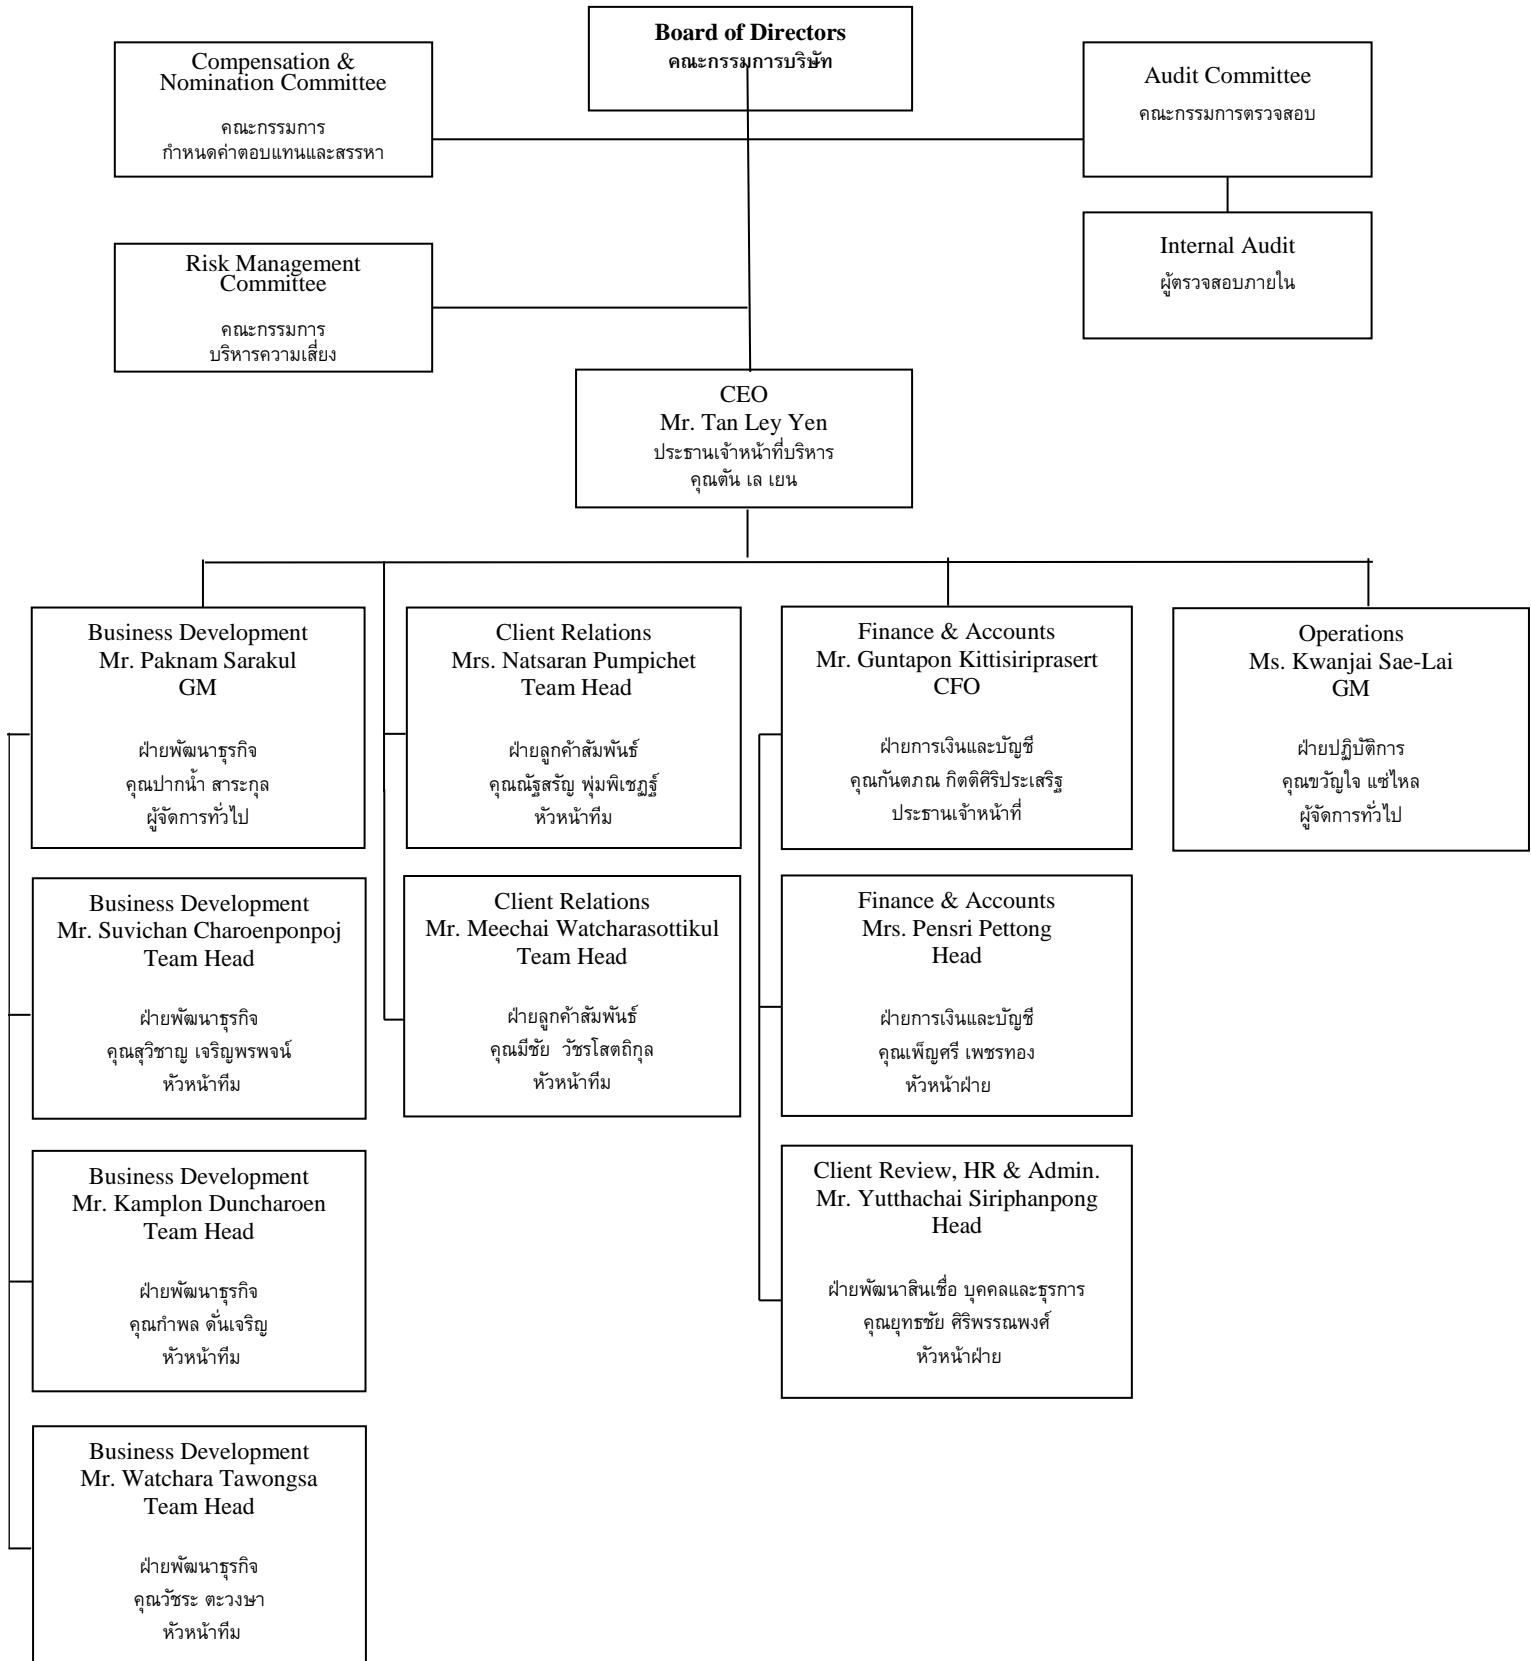 Board of Directors
คณะกรรมการบริษัท
Compensation &
Nomination Committee
คณะกรรมการ
กำหนดค่าตอบแทนและสรรหา
Audit Committee
คณะกรรมการตรวจสอบ
Risk Management
Committee
คณะกรรมการ
บริหารความเสี่ยง
Internal Audit
ผู้ตรวจสอบภายใน
CEO
Mr. Tan Ley Yen
ประธานเจ้าหน้าที่บริหาร
คุณตัน เล เยน
Business Development
Mr. Paknam Sarakul
GM
ฝ่ายพัฒนาธุรกิจ
คุณปากน้ำ สาระกุล
ผู้จัดการทั่วไป
Client Relations
Mrs. Natsaran Pumpichet
Team Head
ฝ่ายลูกค้าสัมพันธ์
คุณณัฐสรัญ พุ่มพิเชฏฐ์
หัวหน้าทีม
Finance & Accounts
Mr. Guntapon Kittisiriprasert
CFO
ฝ่ายการเงินและบัญชี
คุณกันตภณ กิตติศิริประเสริฐ
ประธานเจ้าหน้าที่
Operations
Ms. Kwanjai Sae-Lai
GM
ฝ่ายปฏิบัติการ
คุณขวัญใจ แซ่ไหล
ผู้จัดการทั่วไป
Business Development
Mr. Suvichan Charoenponpoj
Team Head
ฝ่ายพัฒนาธุรกิจ
คุณสุวิชาญ เจริญพรพจน์
หัวหน้าทีม
Client Relations
Mr. Meechai Watcharasottikul
Team Head
ฝ่ายลูกค้าสัมพันธ์
คุณมีชัย วัชรโสตถิกุล
หัวหน้าทีม
Finance & Accounts
Mrs. Pensri Pettong
Head
ฝ่ายการเงินและบัญชี
คุณเพ็ญศรี เพชรทอง
หัวหน้าฝ่าย
Business Development
Mr. Kamplon Duncharoen
Team Head
ฝ่ายพัฒนาธุรกิจ
คุณกำพล ดั่นเจริญ
หัวหน้าทีม
Client Review, HR & Admin.
Mr. Yutthachai Siriphanpong
Head
ฝ่ายพัฒนาสินเชื่อ บุคคลและธุรการ
คุณยุทธชัย ศิริพรรณพงศ์
หัวหน้าฝ่าย
Business Development
Mr. Watchara Tawongsa
Team Head
ฝ่ายพัฒนาธุรกิจ
คุณวัชระ ตะวงษา
หัวหน้าทีม